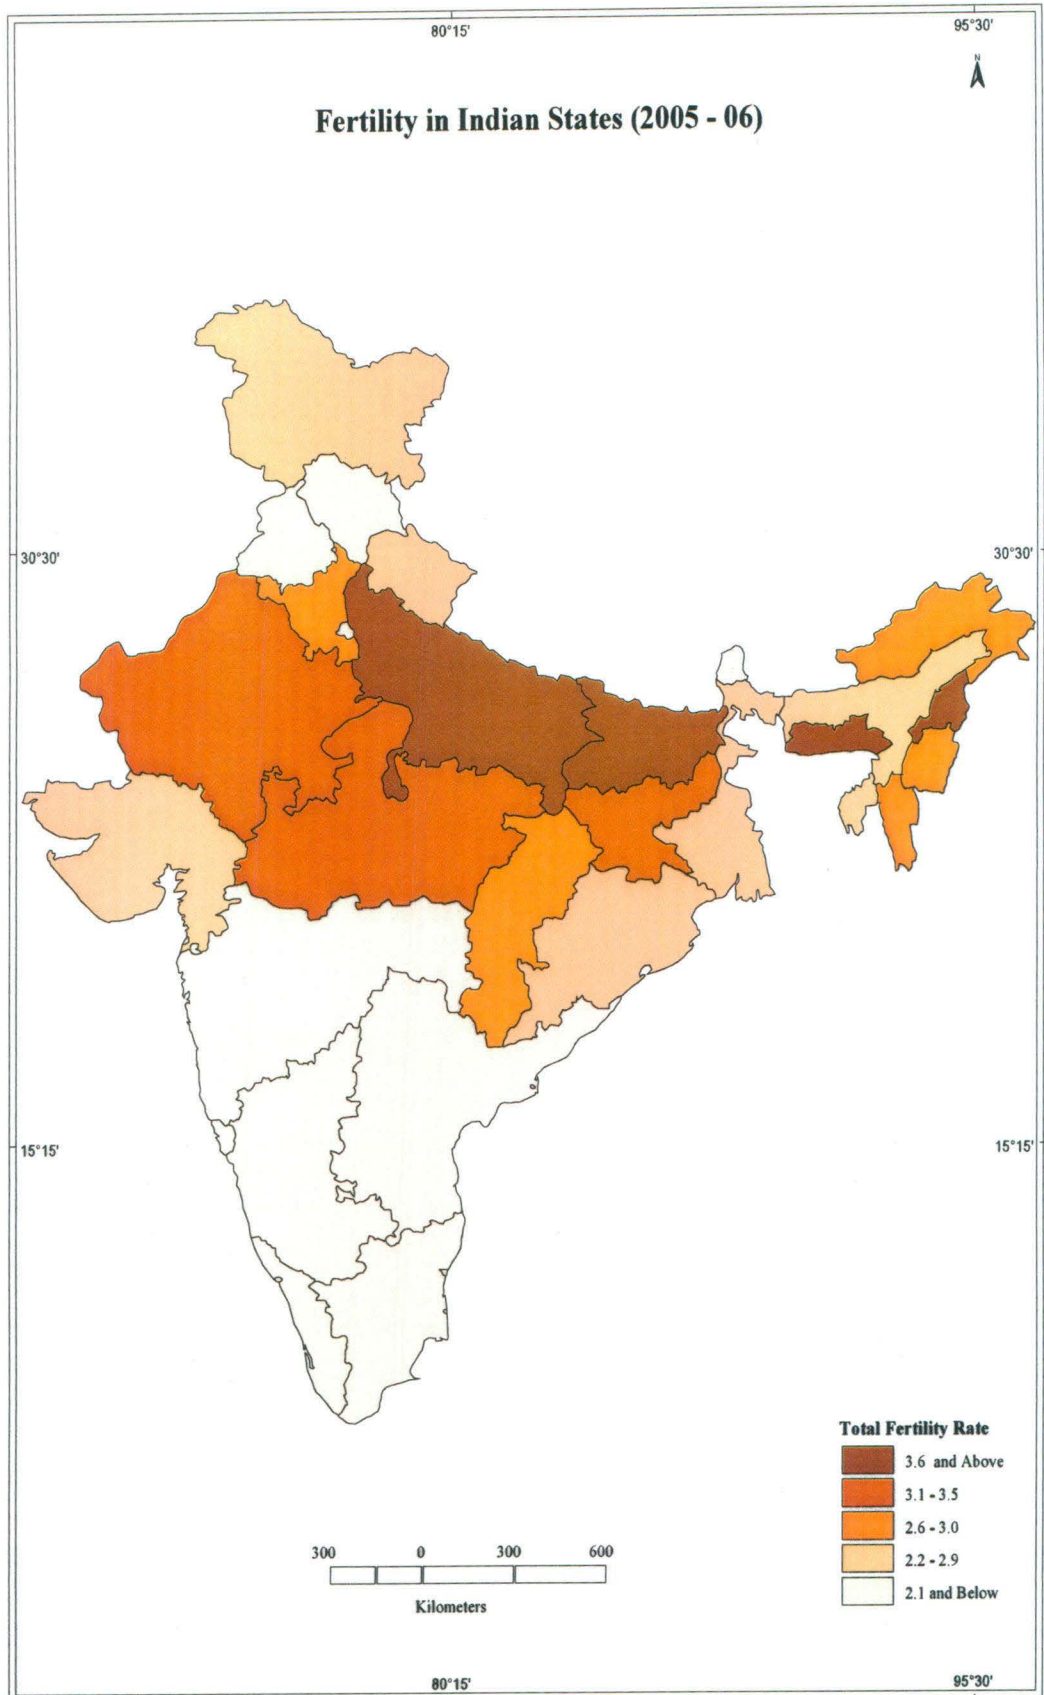 80°15'
95°30'
N
Fertility in Indian States (2005 - 06)
30°30'
30°30'
15°15'
15°15'
Total Fertility Rate
3.6 and Above
3.1 - 3.5
2.6 - 3.0
2.2 - 2.9
2.1 and Below
300 0 300 600
Kilometers
80°15'
95°30'